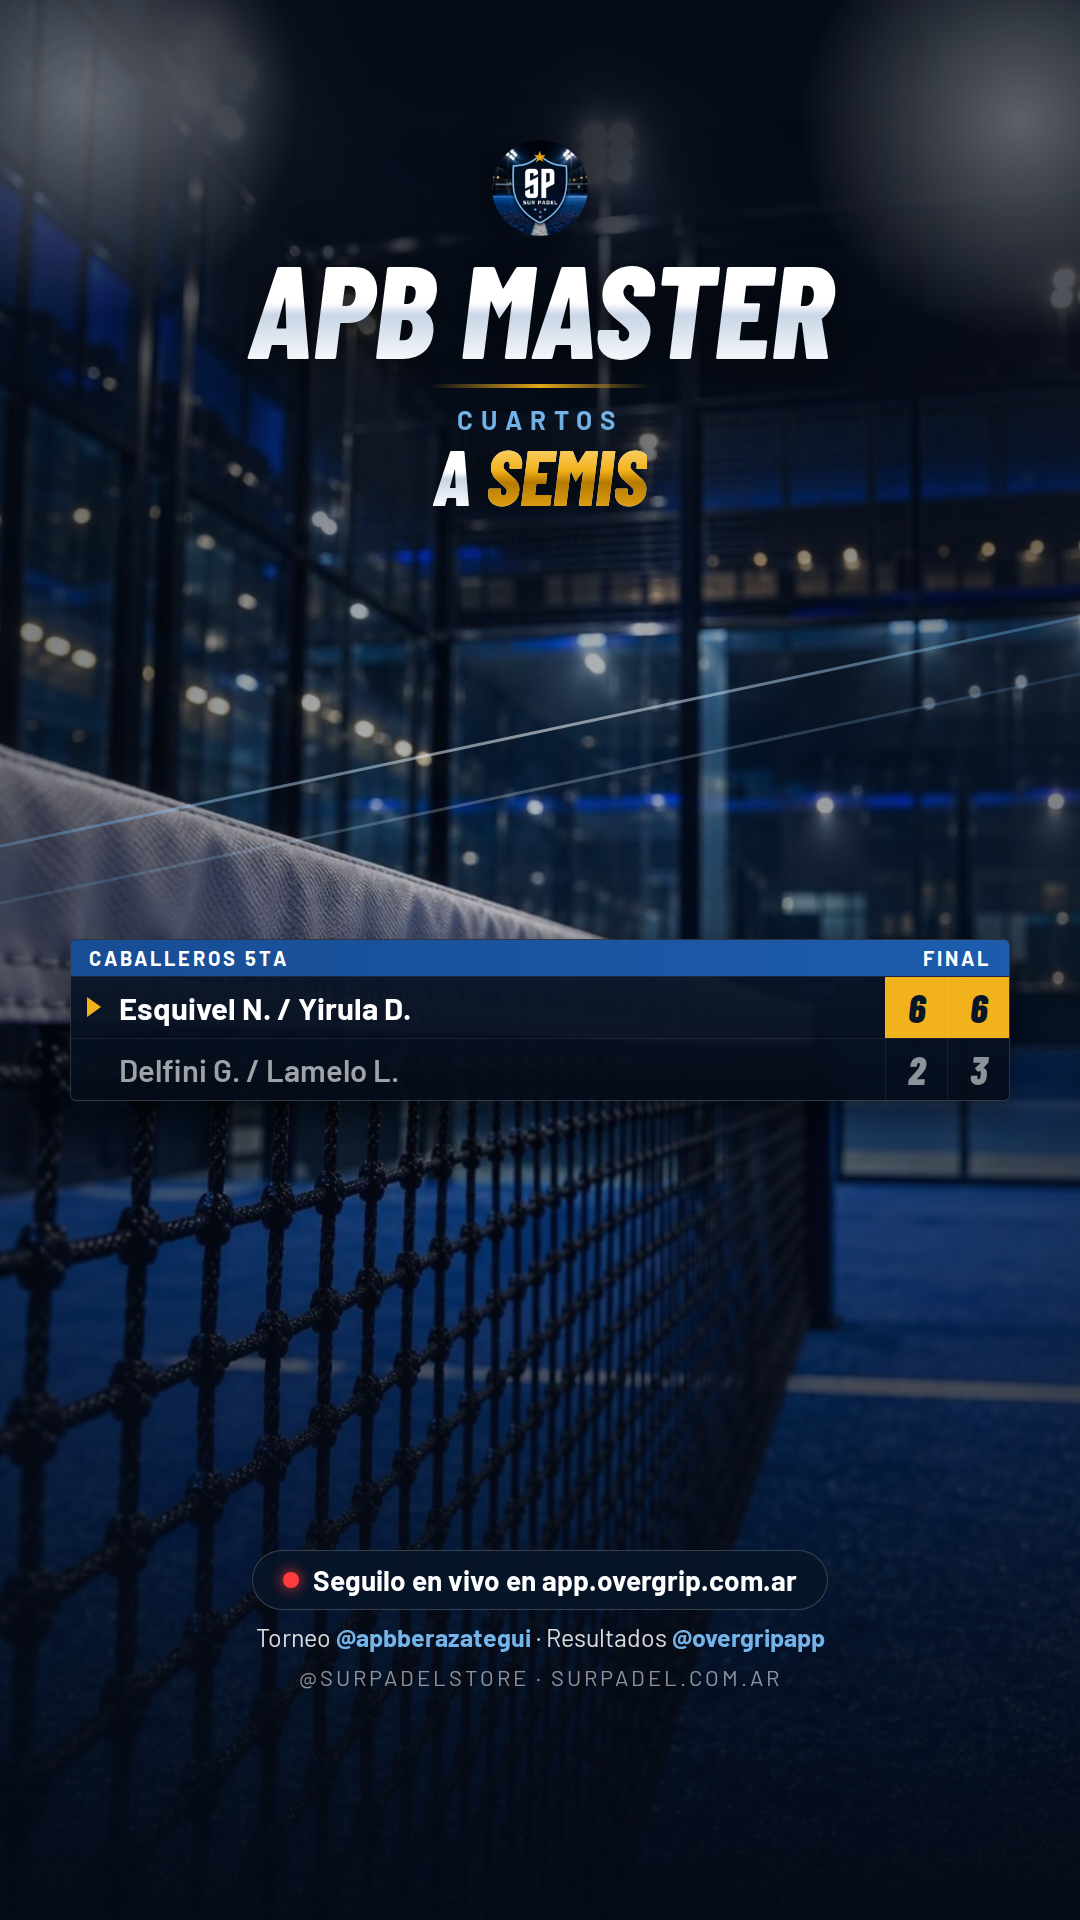 SP
SUR PADEL
APB MASTER
CUARTOS
A SEMIS
CABALLEROS 5TA FINAL
Esquivel N. / Yirula D. 6 6
Delfini G. / Lamelo L. 2 3
Seguilo en vivo en app.overgrip.com.ar
Torneo @apbberazategui · Resultados @overgripapp
@SURPADELSTORE · SURPADEL.COM.AR